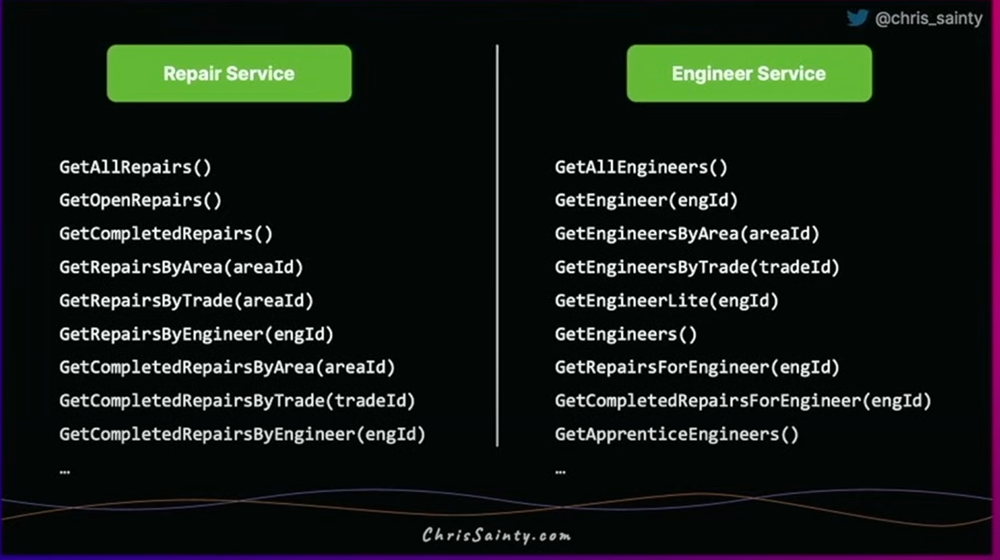 @chris_sainty
Repair Service
GetAllRepairs()
GetOpenRepairs()
GetCompletedRepairs()
GetRepairsByArea(areaId)
GetRepairsByTrade(areaId)
GetRepairsByEngineer(engId)
GetCompletedRepairsByArea(areaId)
GetCompletedRepairsByTrade(tradeId)
GetCompletedRepairsByEngineer(engId)
…
Engineer Service
GetAllEngineers()
GetEngineer(engId)
GetEngineersByArea(areaId)
GetEngineersByTrade(tradeId)
GetEngineerLite(engId)
GetEngineers()
GetRepairsForEngineer(engId)
GetCompletedRepairsForEngineer(engId)
GetApprenticeEngineers()
…
ChrisSainty.com